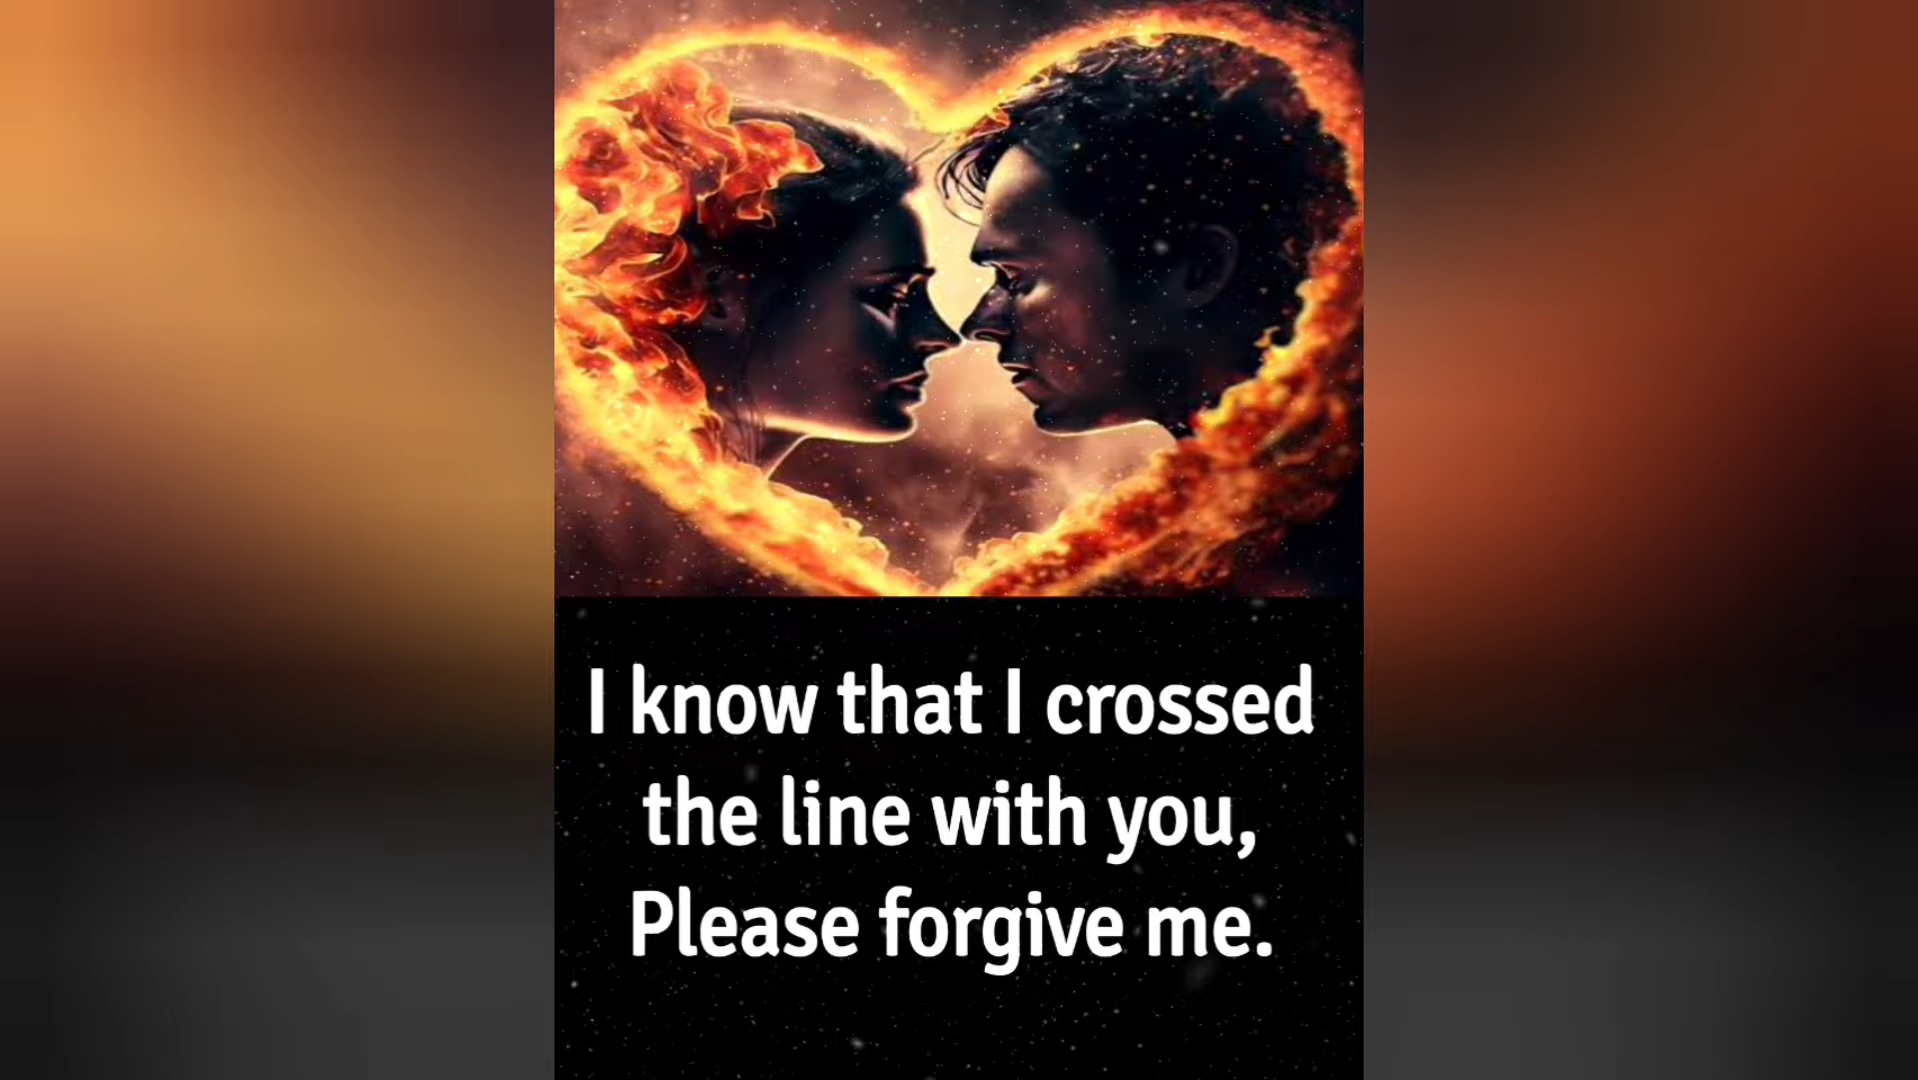 I know that I crossed
the line with you,
Please forgive me.